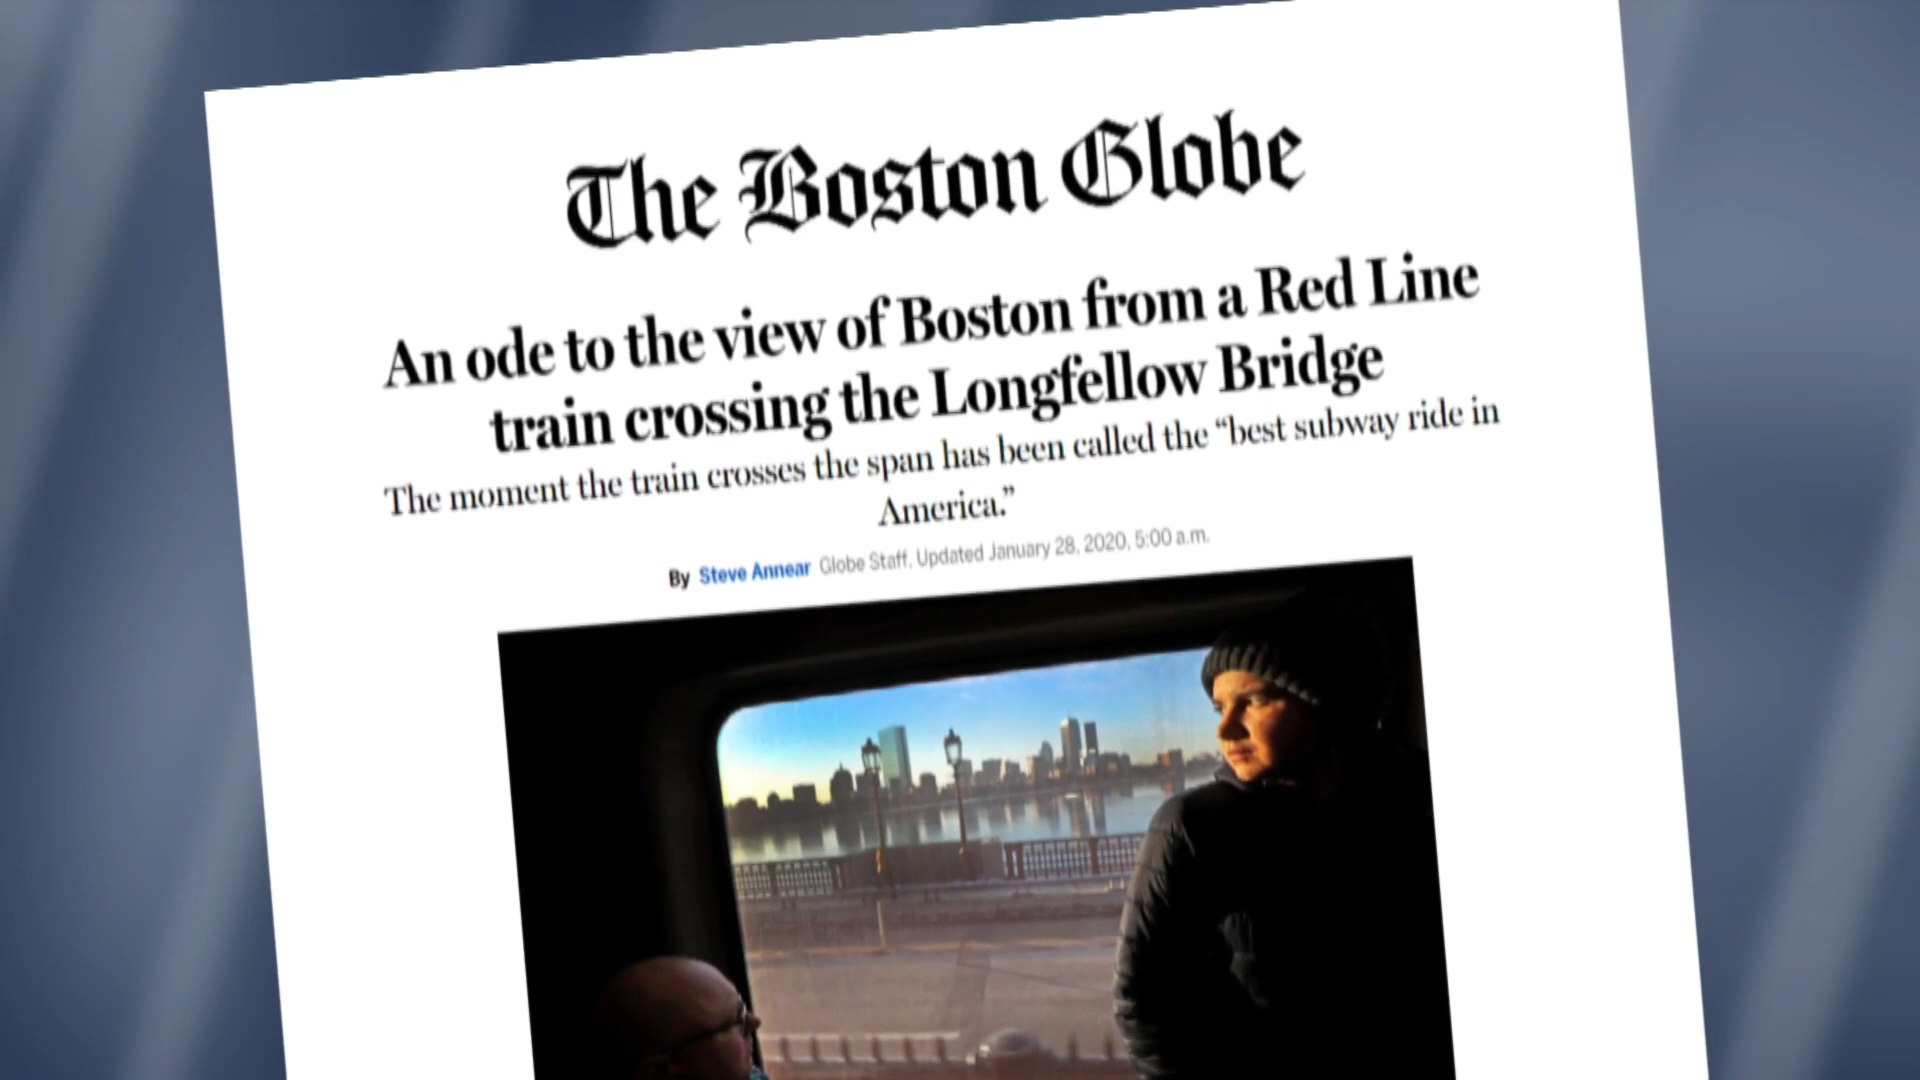 The Boston Globe
An ode to the view of Boston from a Red Line
train crossing the Longfellow Bridge
The moment the train crosses the span has been called the “best subway ride in
America.”
By Steve Annear Globe Staff, Updated January 28, 2020, 5:00 a.m.